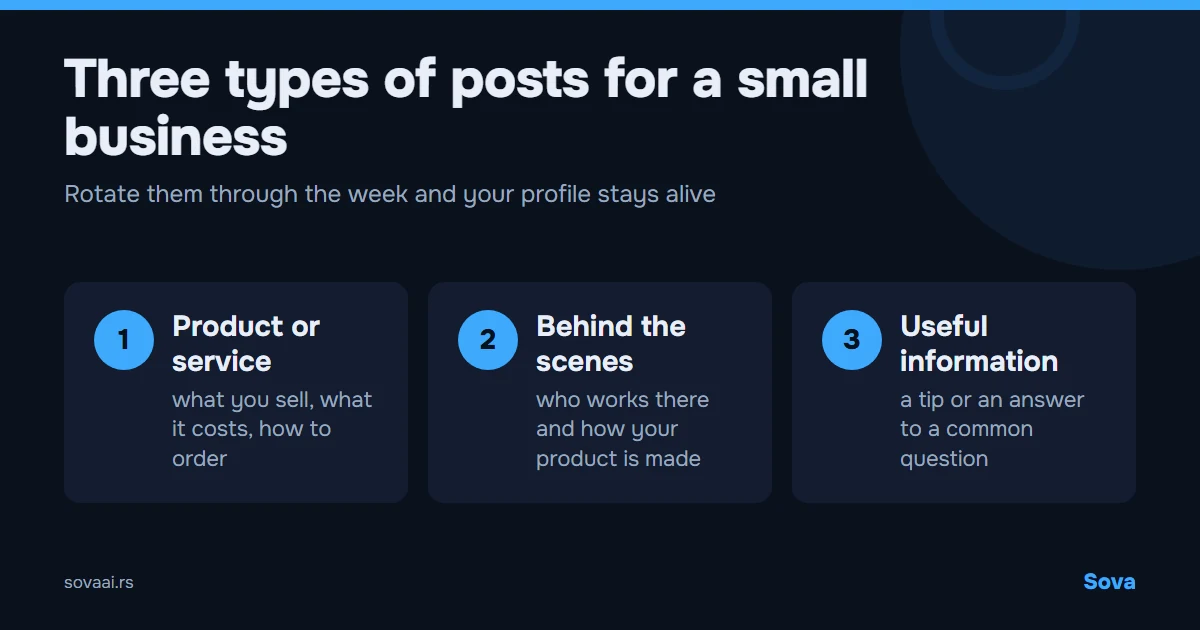 Three types of posts for a small
business
Rotate them through the week and your profile stays alive
1
Product or
service
what you sell, what
it costs, how to
order
2
Behind the
scenes
who works there
and how your
product is made
3
Useful
information
a tip or an answer
to a common
question
sovaai.rs
Sova